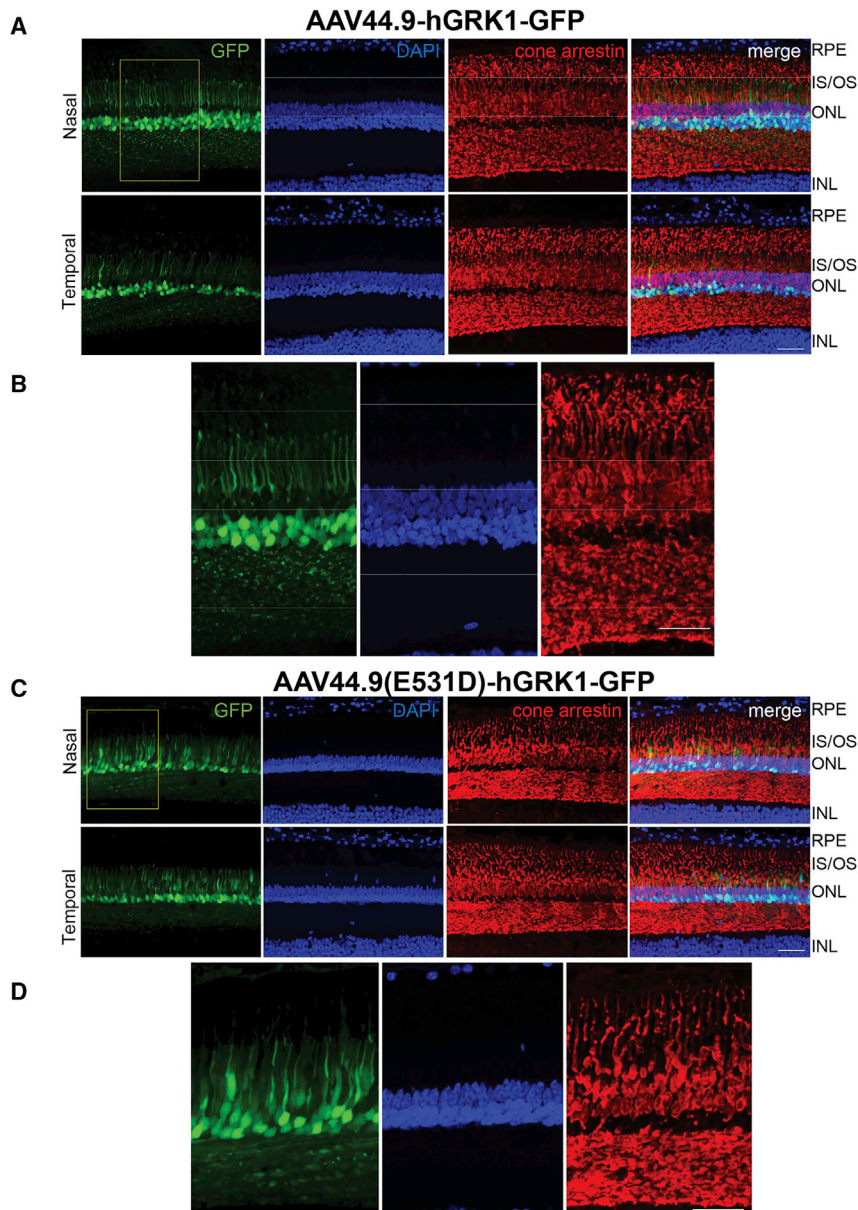 A
AAV44.9-hGRK1-GFP
GFP
DAPI
cone arrestin
merge
RPE
Nasal
IS/OS
ONL
INL
Temporal
RPE
IS/OS
ONL
INL
B
C
AAV44.9(E531D)-hGRK1-GFP
GFP
DAPI
cone arrestin
merge
RPE
Nasal
IS/OS
ONL
INL
Temporal
RPE
IS/OS
ONL
INL
D